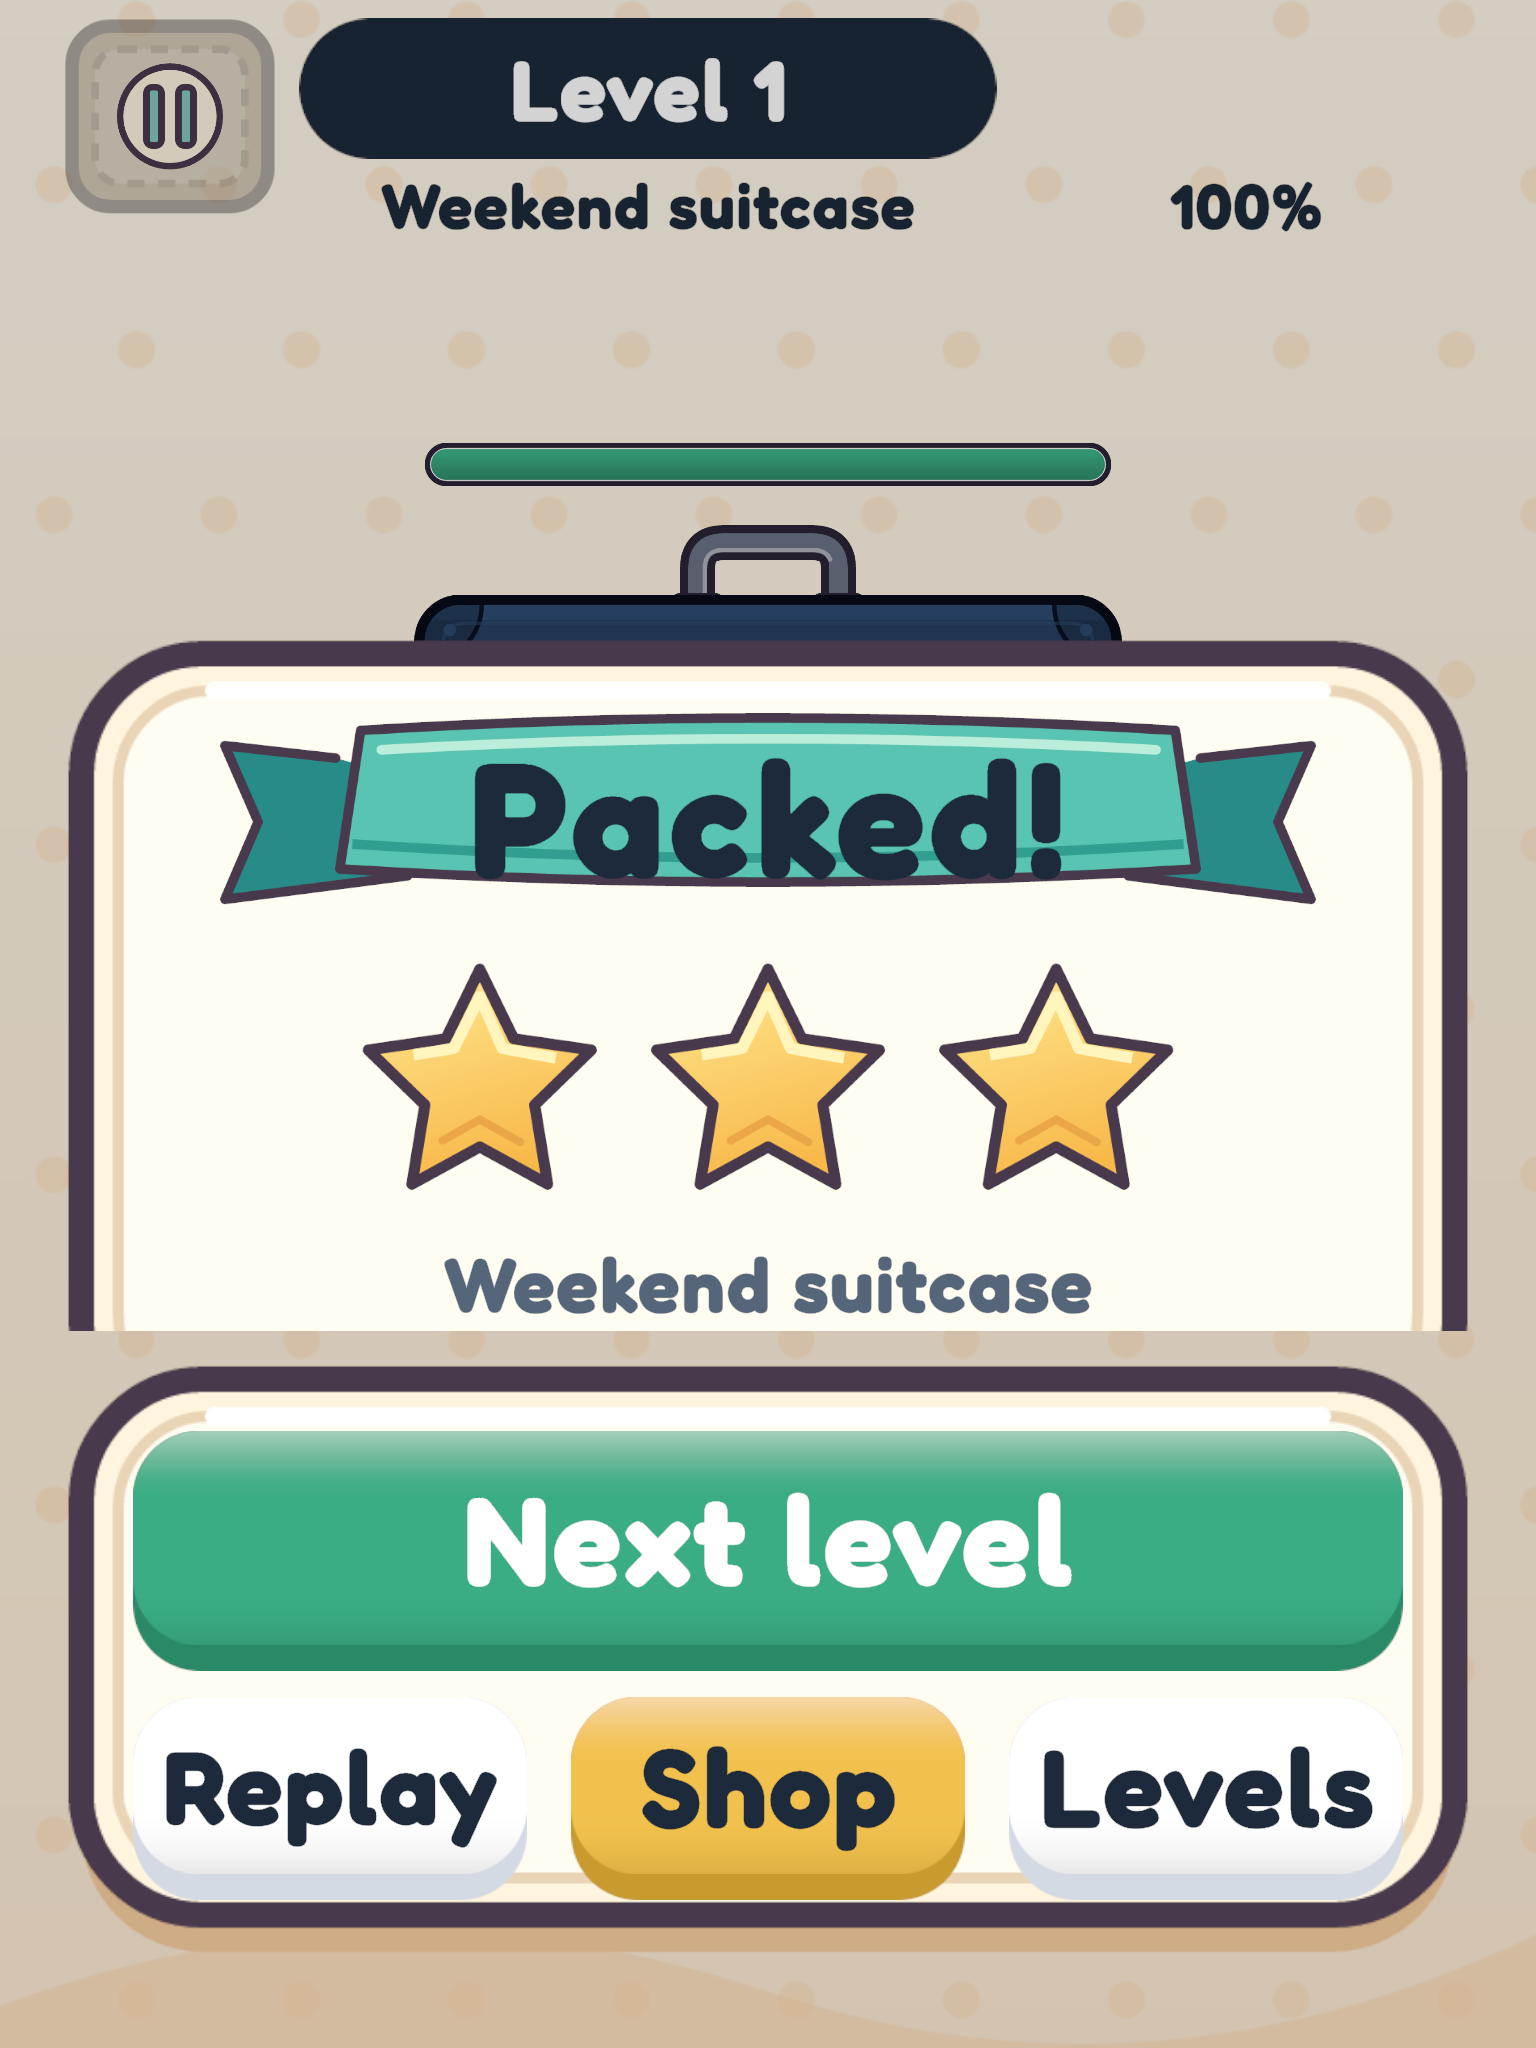 Level 1
Weekend suitcase
100%
Packed!
Weekend suitcase
Next level
Replay
Shop
Levels